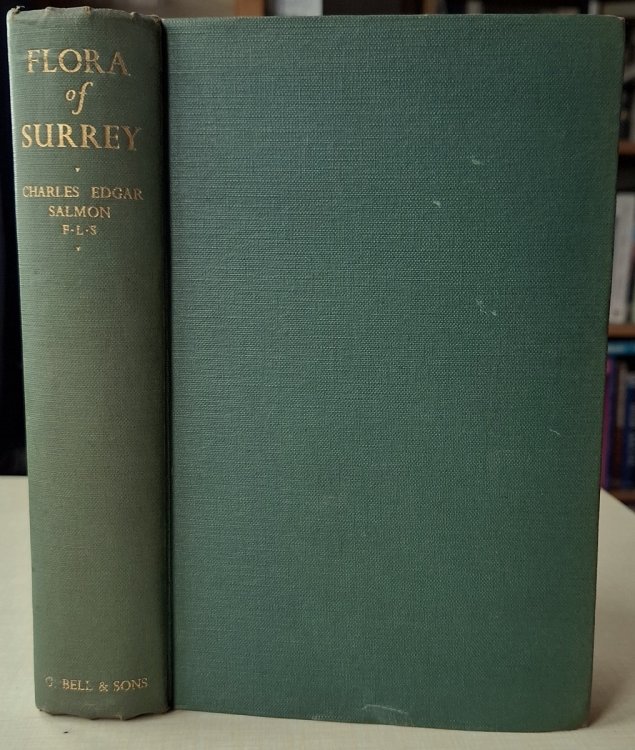 FLORA
of
SURREY
CHARLES EDGAR
SALMON
F·L·S
G. BELL & SONS